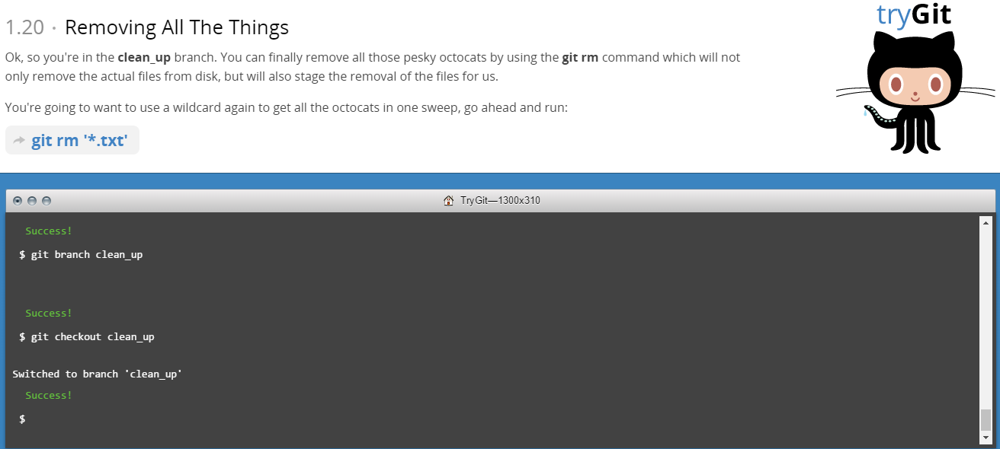 tryGit
1.20 · Removing All The Things
Ok, so you're in the clean_up branch. You can finally remove all those pesky octocats by using the git rm command which will not
only remove the actual files from disk, but will also stage the removal of the files for us.
You're going to want to use a wildcard again to get all the octocats in one sweep, go ahead and run:
git rm '*.txt'
TryGit—1300x310
Success!
$ git branch clean_up
Success!
$ git checkout clean_up
Switched to branch 'clean_up'
Success!
$